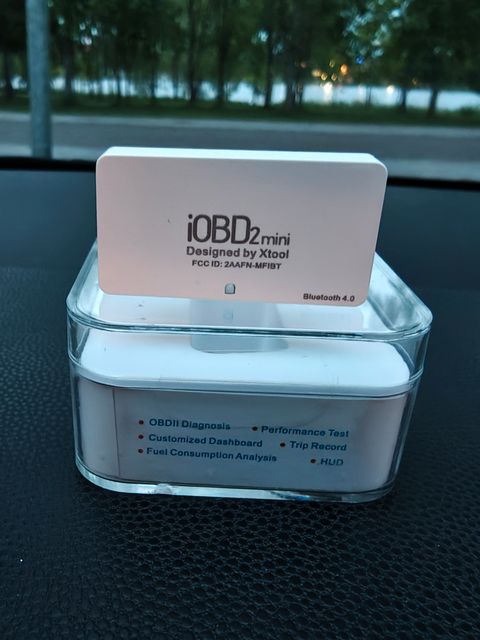 iOBD2 mini
Designed by Xtool
FCC ID: 2AAFN-MFIBT
Bluetooth 4.0
• OBDII Diagnosis • Performance Test
• Customized Dashboard • Trip Record
• Fuel Consumption Analysis • HUD